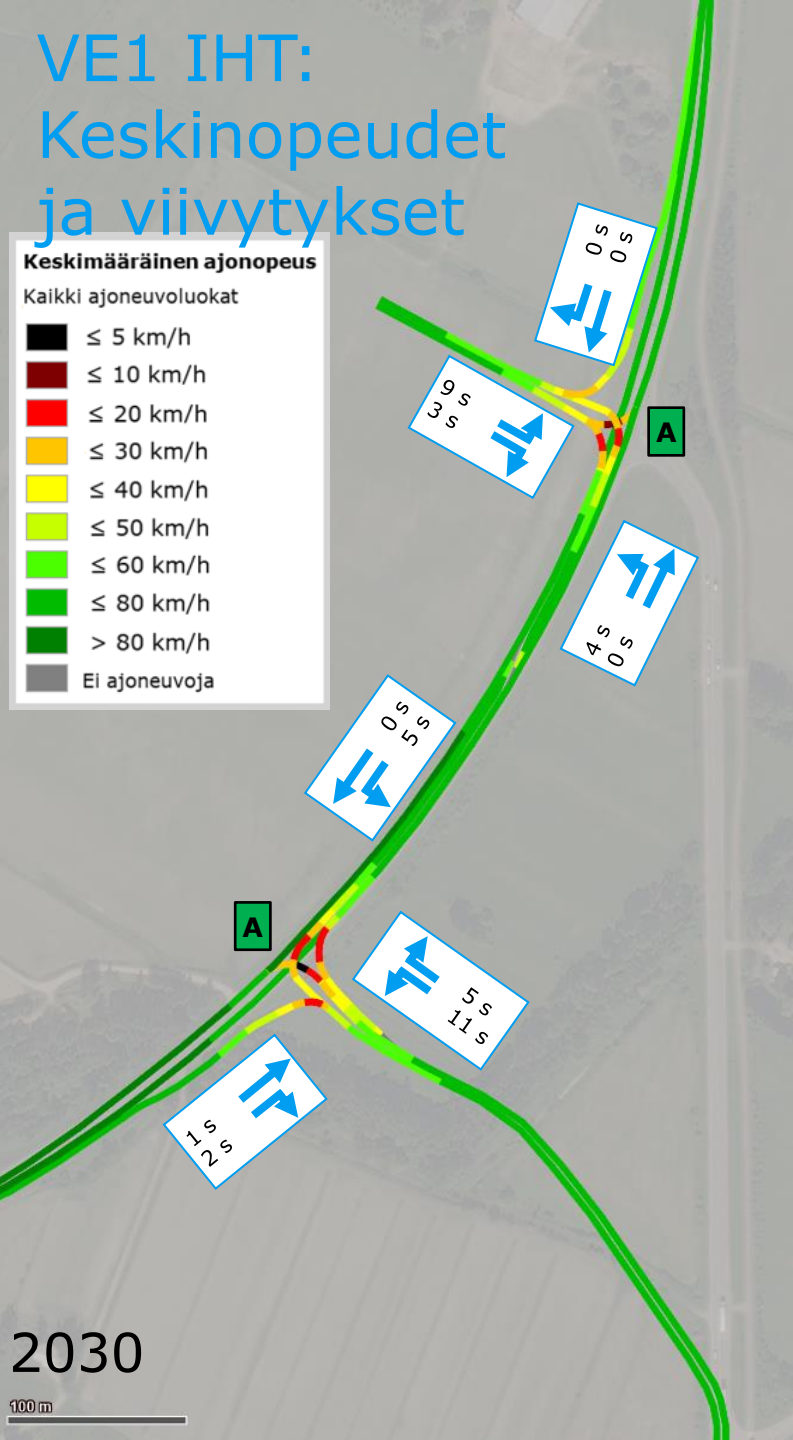 VE1 IHT:
Keskinopeudet
ja viivytykset
Keskimääräinen ajonopeus
Kaikki ajoneuvoluokat
≤ 5 km/h
≤ 10 km/h
≤ 20 km/h
≤ 30 km/h
≤ 40 km/h
≤ 50 km/h
≤ 60 km/h
≤ 80 km/h
> 80 km/h
Ei ajoneuvoja
0 s
0 s
9 s
3 s
A
4 s
0 s
0 s
5 s
A
5 s
11 s
1 s
2 s
2030
100 m